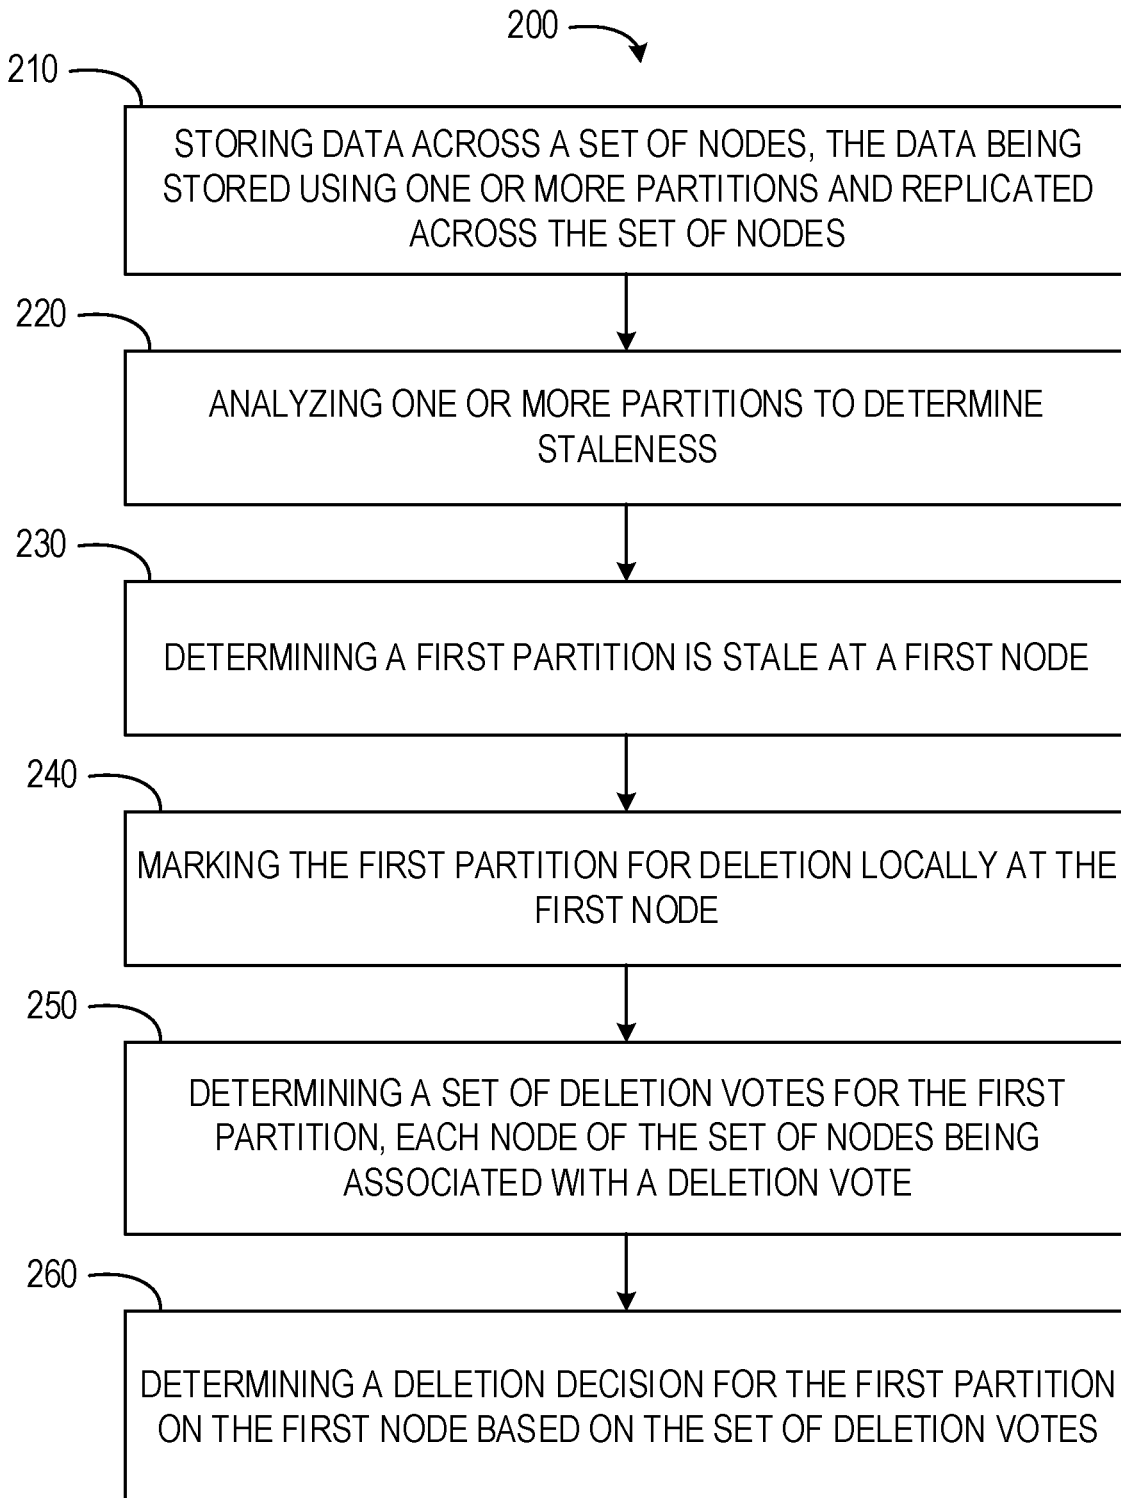 200
210
STORING DATA ACROSS A SET OF NODES, THE DATA BEING
STORED USING ONE OR MORE PARTITIONS AND REPLICATED
ACROSS THE SET OF NODES
220
ANALYZING ONE OR MORE PARTITIONS TO DETERMINE
STALENESS
230
DETERMINING A FIRST PARTITION IS STALE AT A FIRST NODE
240
MARKING THE FIRST PARTITION FOR DELETION LOCALLY AT THE
FIRST NODE
250
DETERMINING A SET OF DELETION VOTES FOR THE FIRST
PARTITION, EACH NODE OF THE SET OF NODES BEING
ASSOCIATED WITH A DELETION VOTE
260
DETERMINING A DELETION DECISION FOR THE FIRST PARTITION
ON THE FIRST NODE BASED ON THE SET OF DELETION VOTES